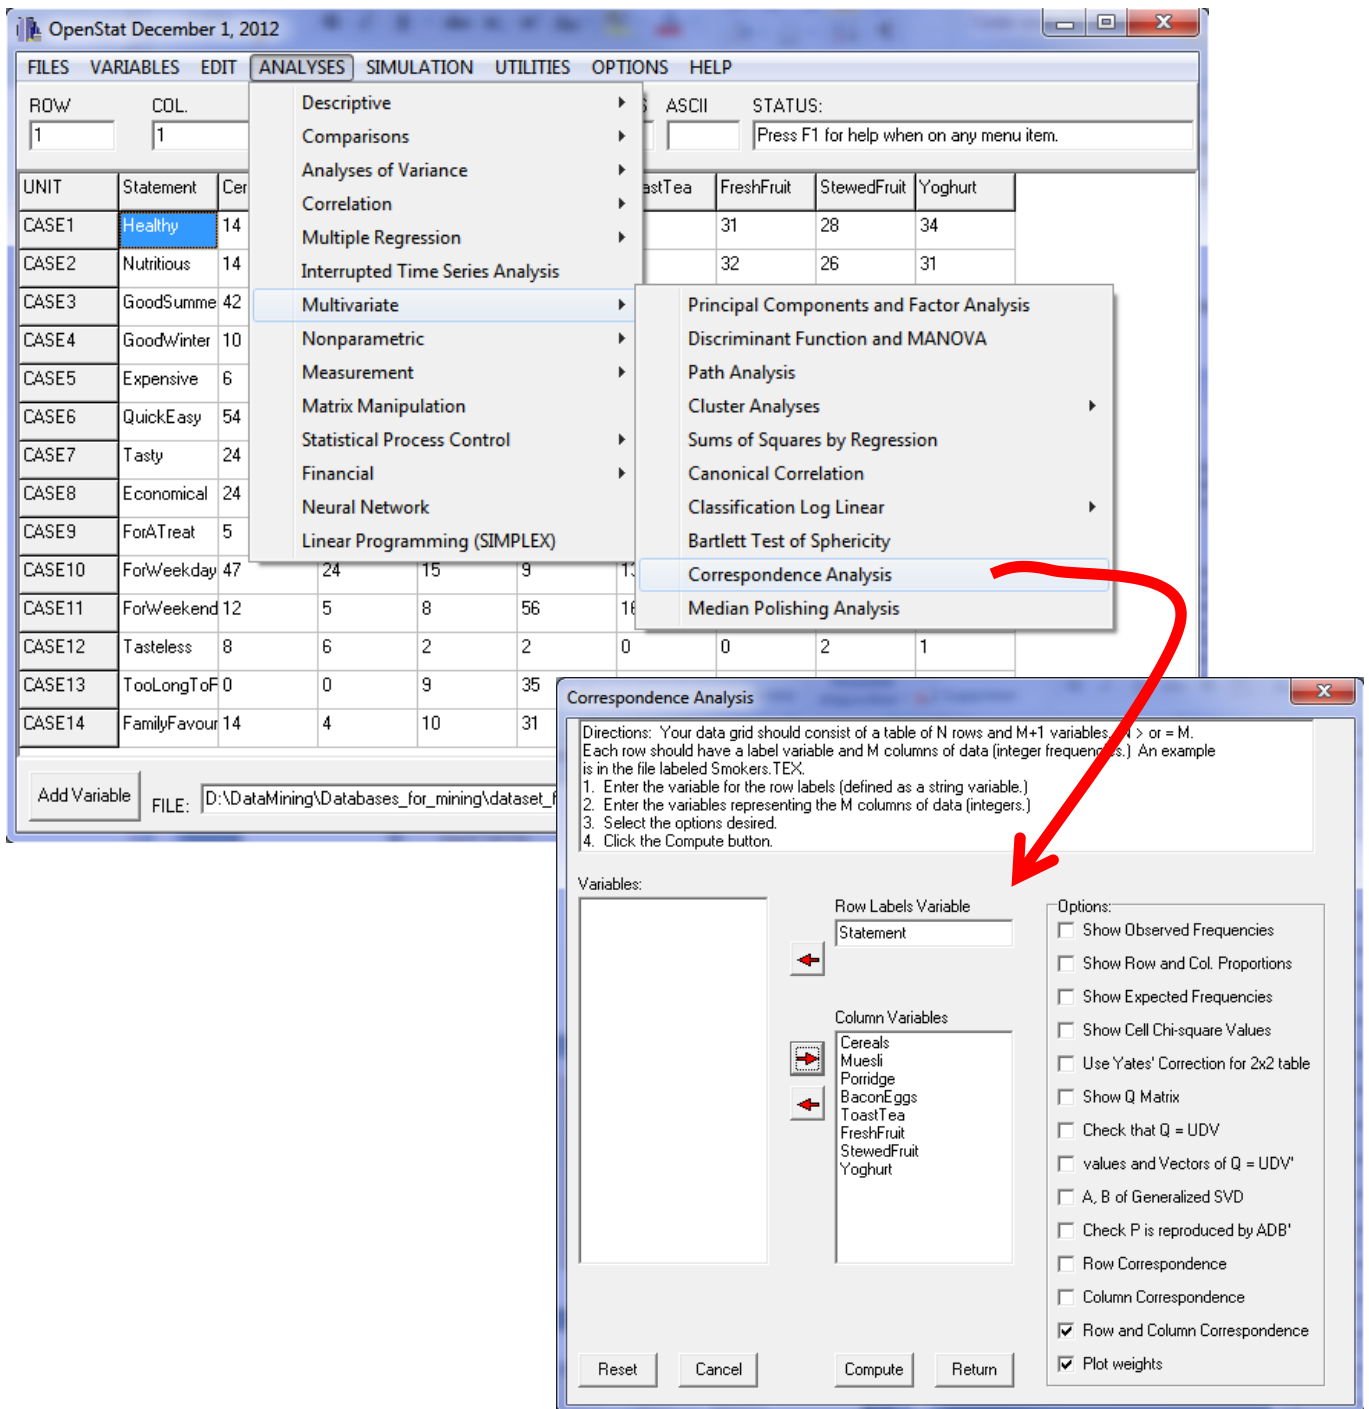 OpenStat December 1, 2012
FILES VARIABLES EDIT ANALYSES SIMULATION UTILITIES OPTIONS HELP
ROW COL. ASCII STATUS:
1 1 Press F1 for help when on any menu item.
Descriptive
Comparisons
Analyses of Variance
Correlation
Multiple Regression
Interrupted Time Series Analysis
Multivariate
Nonparametric
Measurement
Matrix Manipulation
Statistical Process Control
Financial
Neural Network
Linear Programming (SIMPLEX)
Principal Components and Factor Analysis
Discriminant Function and MANOVA
Path Analysis
Cluster Analyses
Sums of Squares by Regression
Canonical Correlation
Classification Log Linear
Bartlett Test of Sphericity
Correspondence Analysis
Median Polishing Analysis
UNIT Statement Cer astTea FreshFruit StewedFruit Yoghurt
CASE1 Healthy 14 31 28 34
CASE2 Nutritious 14 32 26 31
CASE3 GoodSumme 42
CASE4 GoodWinter 10
CASE5 Expensive 6
CASE6 QuickEasy 54
CASE7 Tasty 24
CASE8 Economical 24
CASE9 ForATreat 5
CASE10 ForWeekday 47 24 15 9 13
CASE11 ForWeekend 12 5 8 56 16
CASE12 Tasteless 8 6 2 2 0 0 2 1
CASE13 TooLongToF 0 0 9 35
CASE14 FamilyFavour 14 4 10 31
Add Variable FILE: D:\DataMining\Databases_for_mining\dataset_f
Correspondence Analysis
Directions: Your data grid should consist of a table of N rows and M+1 variables. N > or = M.
Each row should have a label variable and M columns of data (integer frequencies.) An example
is in the file labeled Smokers.TEX.
1. Enter the variable for the row labels (defined as a string variable.)
2. Enter the variables representing the M columns of data (integers.)
3. Select the options desired.
4. Click the Compute button.
Variables:
Row Labels Variable
Statement
Column Variables
Cereals
Muesli
Porridge
BaconEggs
ToastTea
FreshFruit
StewedFruit
Yoghurt
Options:
Show Observed Frequencies
Show Row and Col. Proportions
Show Expected Frequencies
Show Cell Chi-square Values
Use Yates' Correction for 2x2 table
Show Q Matrix
Check that Q = UDV
values and Vectors of Q = UDV'
A, B of Generalized SVD
Check P is reproduced by ADB'
Row Correspondence
Column Correspondence
Row and Column Correspondence
Plot weights
Reset Cancel Compute Return